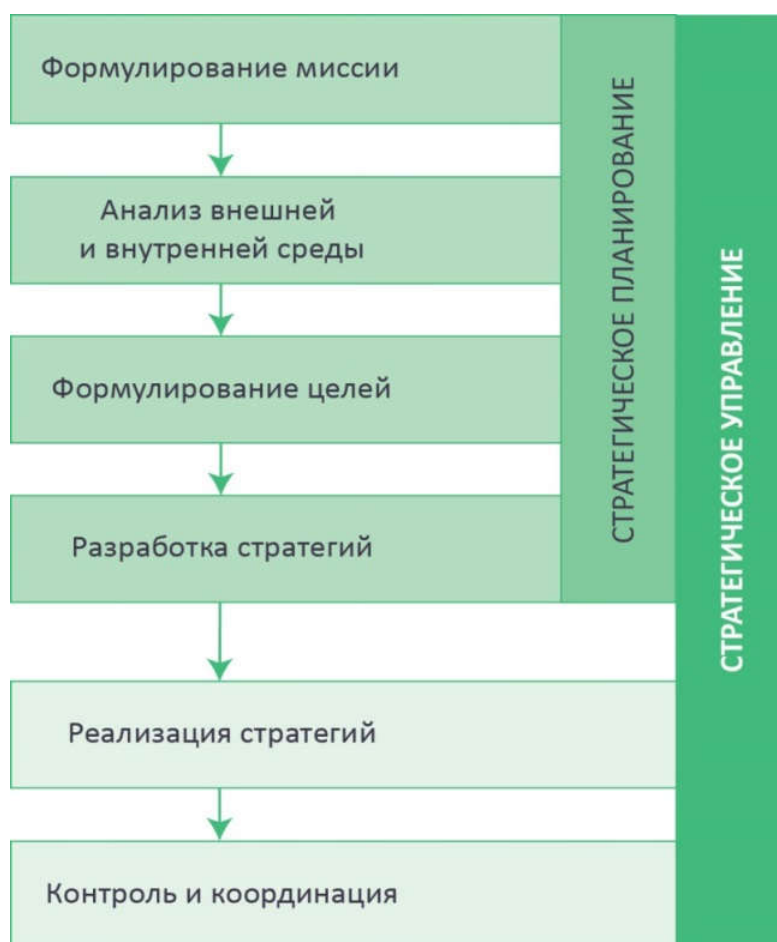 Формулирование миссии
Анализ внешней
и внутренней среды
Формулирование целей
Разработка стратегий
Реализация стратегий
Контроль и координация
СТРАТЕГИЧЕСКОЕ ПЛАНИРОВАНИЕ
СТРАТЕГИЧЕСКОЕ УПРАВЛЕНИЕ